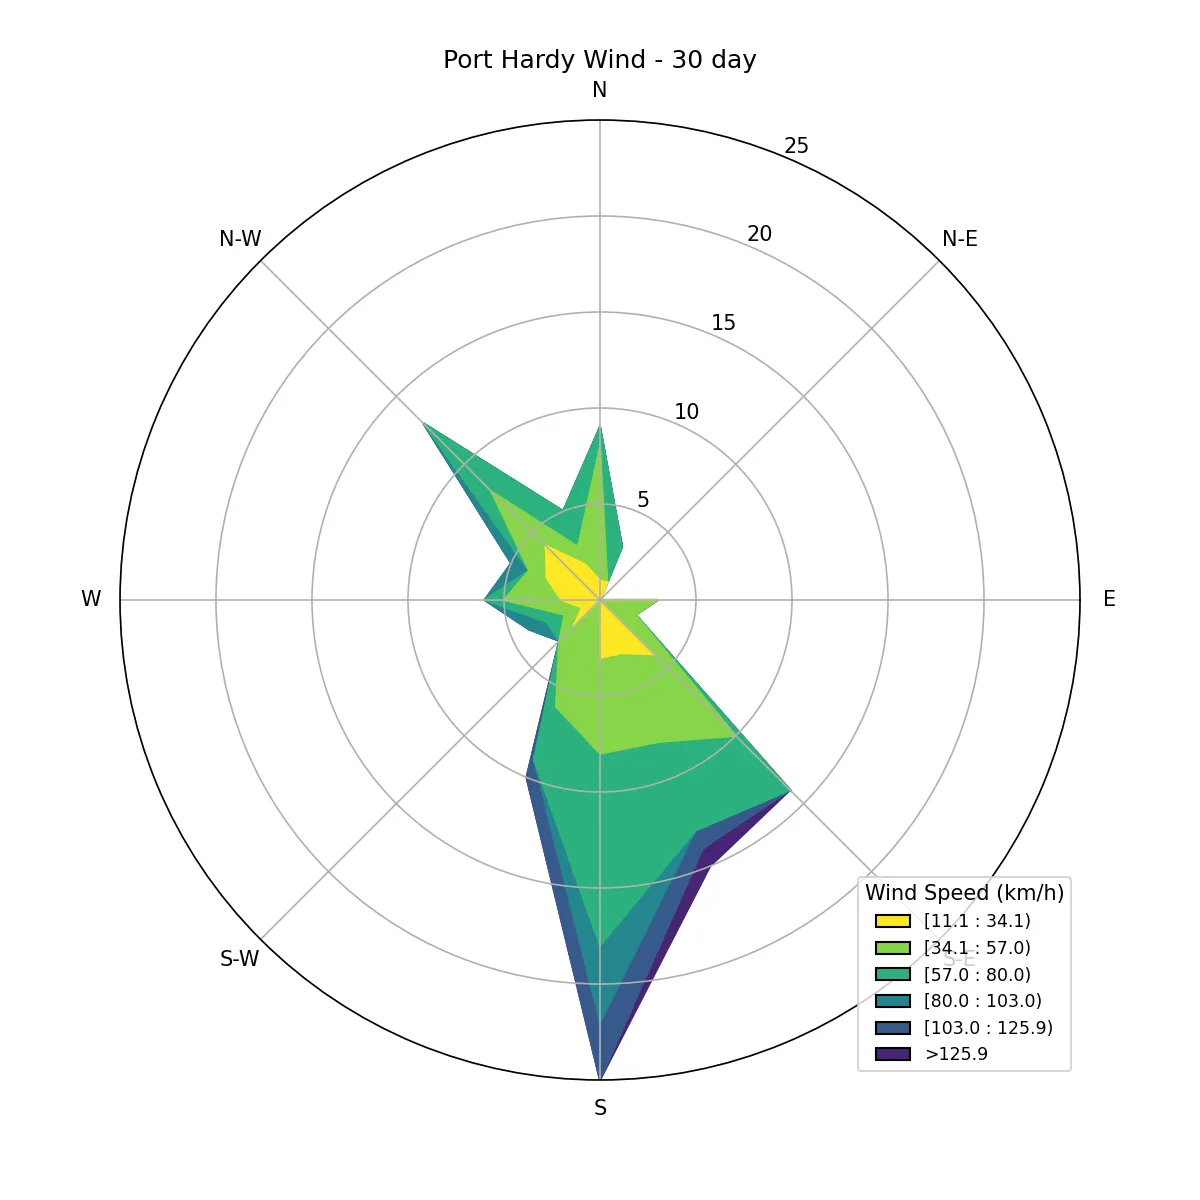 Port Hardy Wind - 30 day
N
25
N-W
N-E
20
15
10
5
W
E
Wind Speed (km/h)
[11.1 : 34.1)
[34.1 : 57.0)
S-W
S-E
[57.0 : 80.0)
[80.0 : 103.0)
[103.0 : 125.9)
>125.9
S